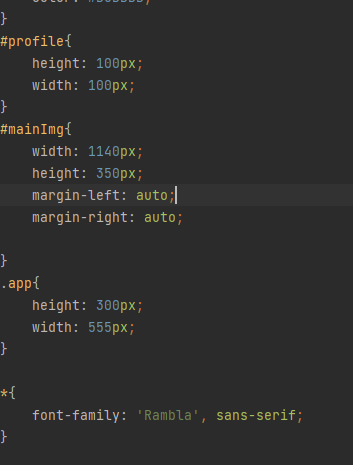 }
#profile{
    height: 100px;
    width: 100px;
}
#mainImg{
    width: 1140px;
    height: 350px;
    margin-left: auto;
    margin-right: auto;

}
.app{
    height: 300px;
    width: 555px;
}

*{
    font-family: 'Rambla', sans-serif;
}